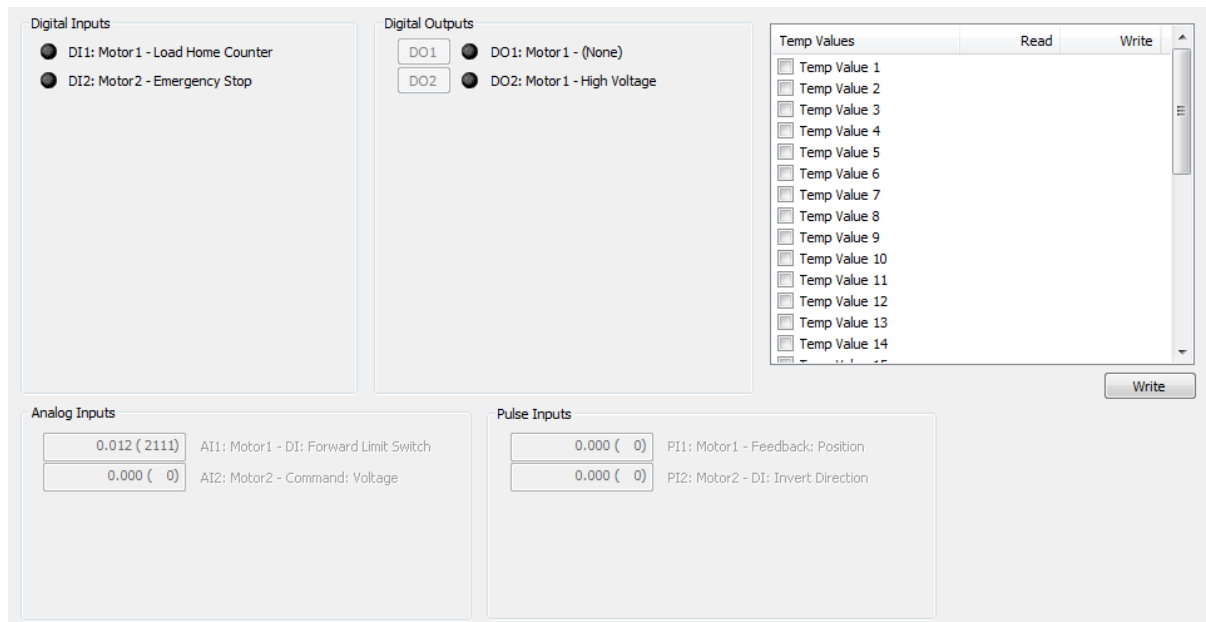 Digital Inputs
DI1: Motor1 - Load Home Counter
DI2: Motor2 - Emergency Stop
Digital Outputs
DO1 DO1: Motor1 - (None)
DO2 DO2: Motor1 - High Voltage
Temp Values Read Write
Temp Value 1
Temp Value 2
Temp Value 3
Temp Value 4
Temp Value 5
Temp Value 6
Temp Value 7
Temp Value 8
Temp Value 9
Temp Value 10
Temp Value 11
Temp Value 12
Temp Value 13
Temp Value 14
Write
Analog Inputs
0.012 ( 2111) AI1: Motor1 - DI: Forward Limit Switch
0.000 ( 0) AI2: Motor2 - Command: Voltage
Pulse Inputs
0.000 ( 0) PI1: Motor1 - Feedback: Position
0.000 ( 0) PI2: Motor2 - DI: Invert Direction